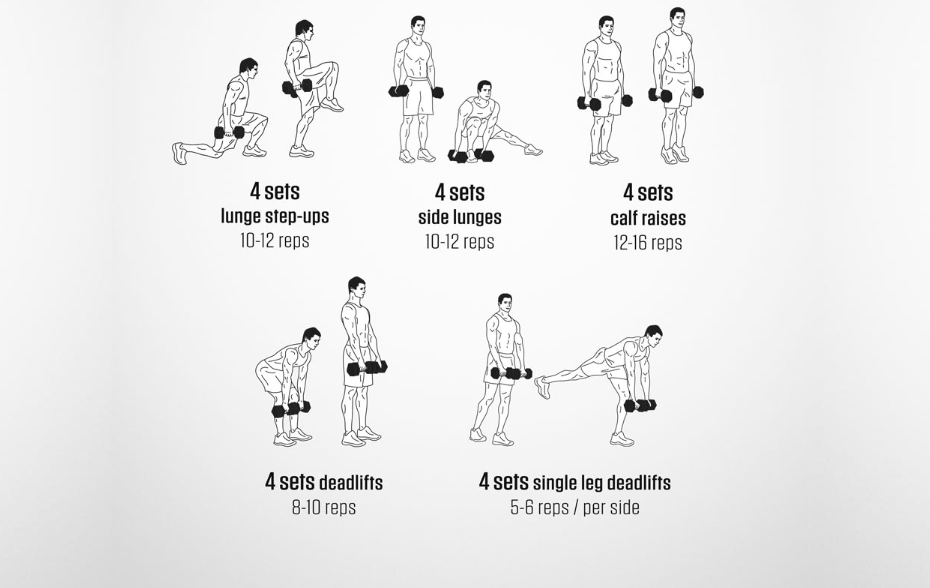 4 sets
lunge step-ups
10-12 reps
4 sets
side lunges
10-12 reps
4 sets
calf raises
12-16 reps
4 sets deadlifts
8-10 reps
4 sets single leg deadlifts
5-6 reps / per side